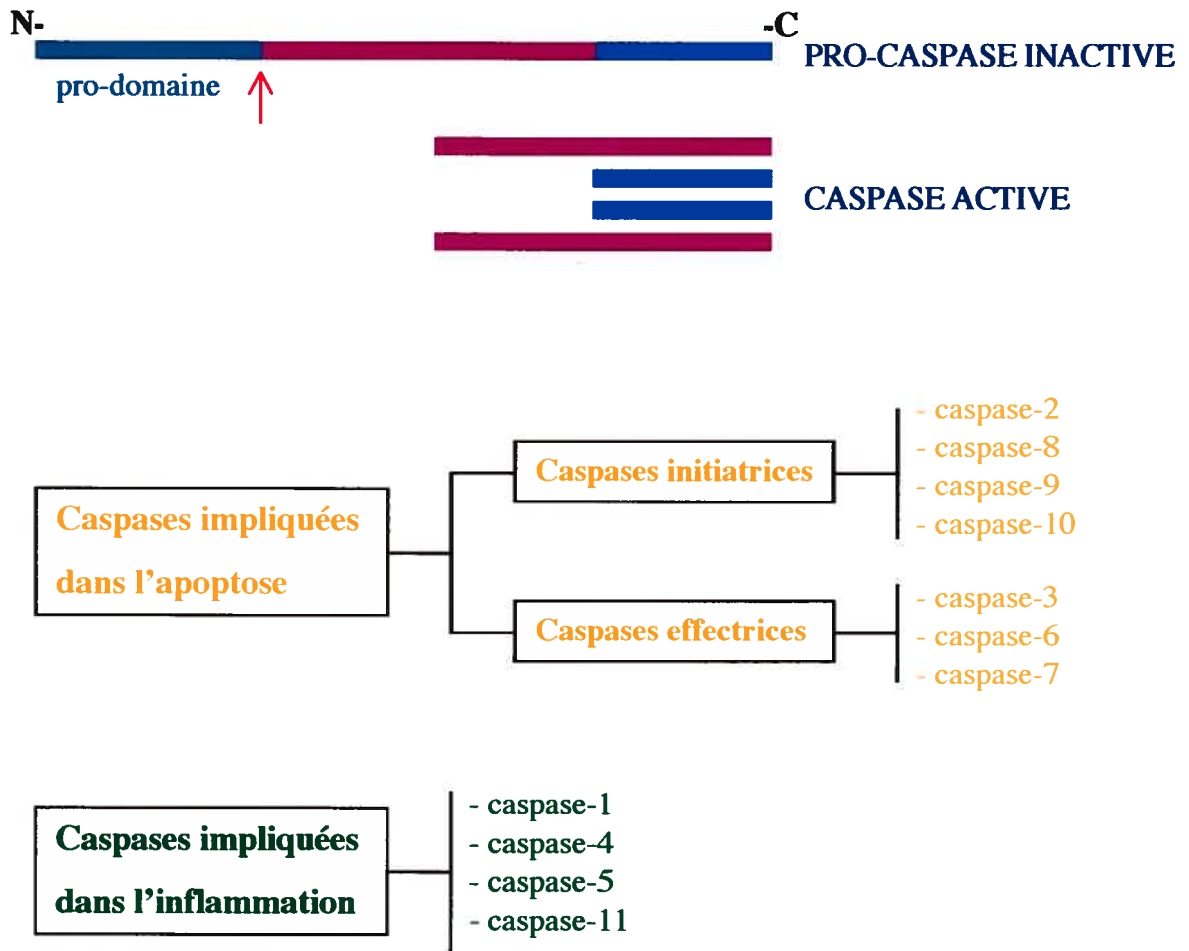 N-
-C
PRO-CASPASE INACTIVE
pro-domaine
CASPASE ACTIVE
Caspases impliquées
dans l'apoptose
Caspases initiatrices
- caspase-2
- caspase-8
- caspase-9
- caspase-10
Caspases effectrices
- caspase-3
- caspase-6
- caspase-7
Caspases impliquées
dans l'inflammation
- caspase-1
- caspase-4
- caspase-5
- caspase-11